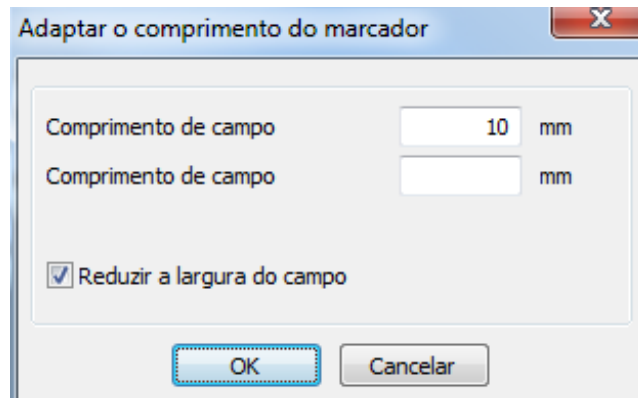 Adaptar o comprimento do marcador
Comprimento de campo 10 mm
Comprimento de campo mm
Reduzir a largura do campo
OK Cancelar